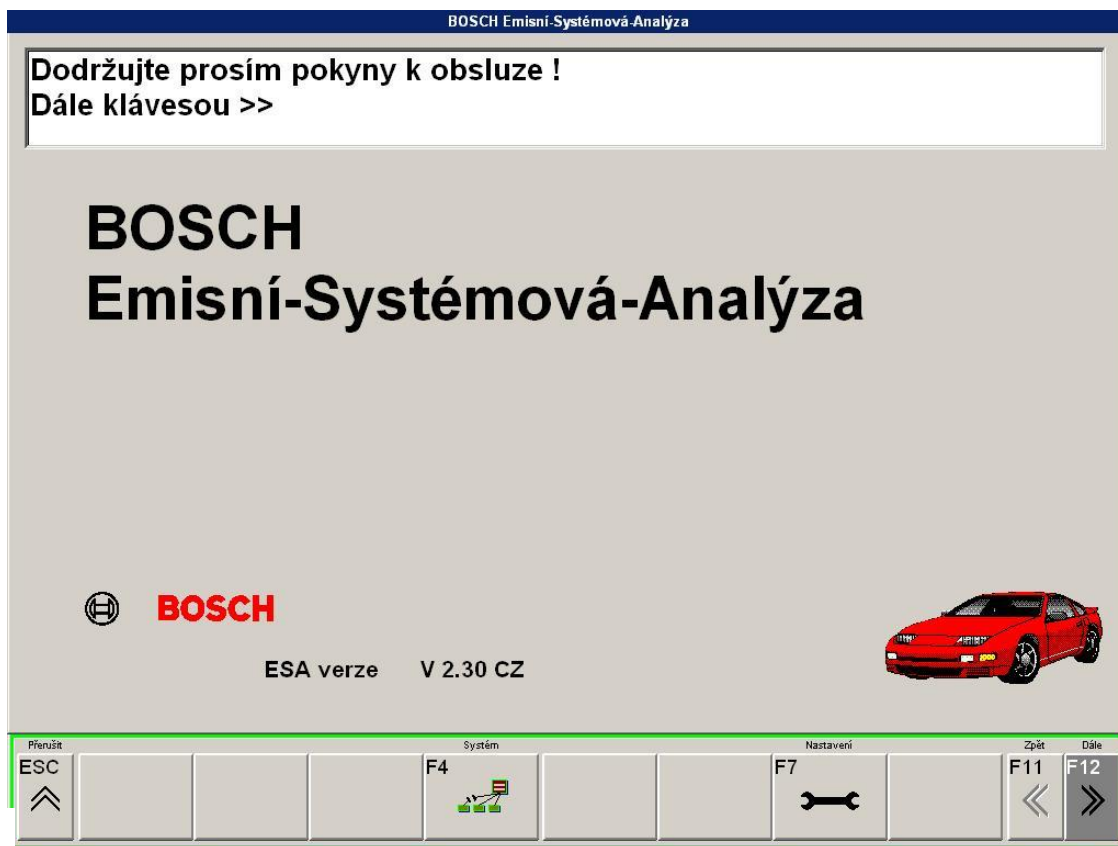 BOSCH Emisní-Systémová-Analýza
Dodržujte prosím pokyny k obsluze !
Dále klávesou >>
BOSCH
Emisní-Systémová-Analýza
BOSCH
ESA verze V 2.30 CZ
Přerušit Systém Nastavení Zpět Dále
ESC F4 F7 F11 F12